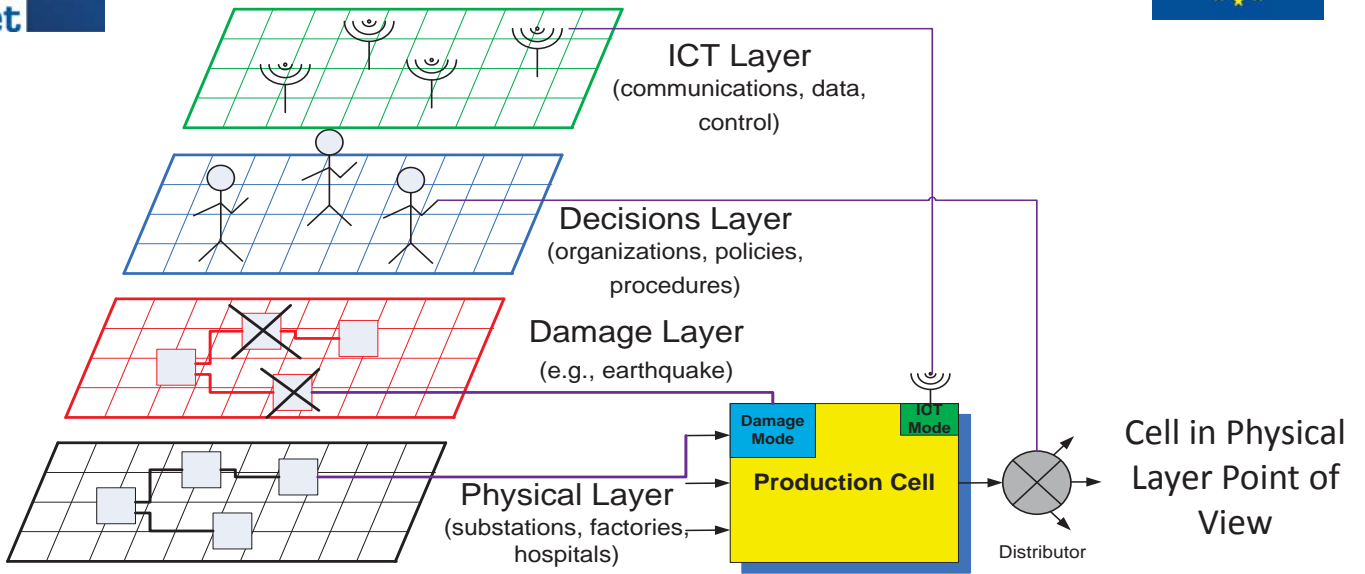 et
ICT Layer
(communications, data,
control)
Decisions Layer
(organizations, policies,
procedures)
Damage Layer
(e.g., earthquake)
Physical Layer
(substations, factories,
hospitals)
Damage
Mode
ICT
Mode
Production Cell
Distributor
Cell in Physical
Layer Point of
View